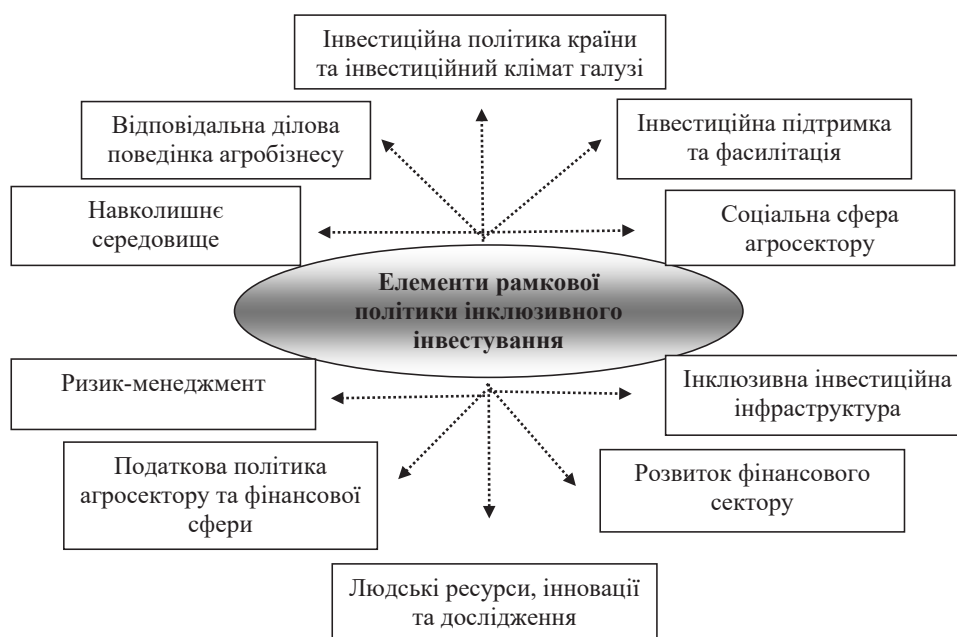 Інвестиційна політика країни
та інвестиційний клімат галузі
Відповідальна ділова
поведінка агробізнесу
Інвестиційна підтримка
та фасилітація
Навколишнє
середовище
Соціальна сфера
агросектору
Елементи рамкової
політики інклюзивного
інвестування
Ризик-менеджмент
Інклюзивна інвестиційна
інфраструктура
Податкова політика
агросектору та фінансової
сфери
Розвиток фінансового
сектору
Людські ресурси, інновації
та дослідження